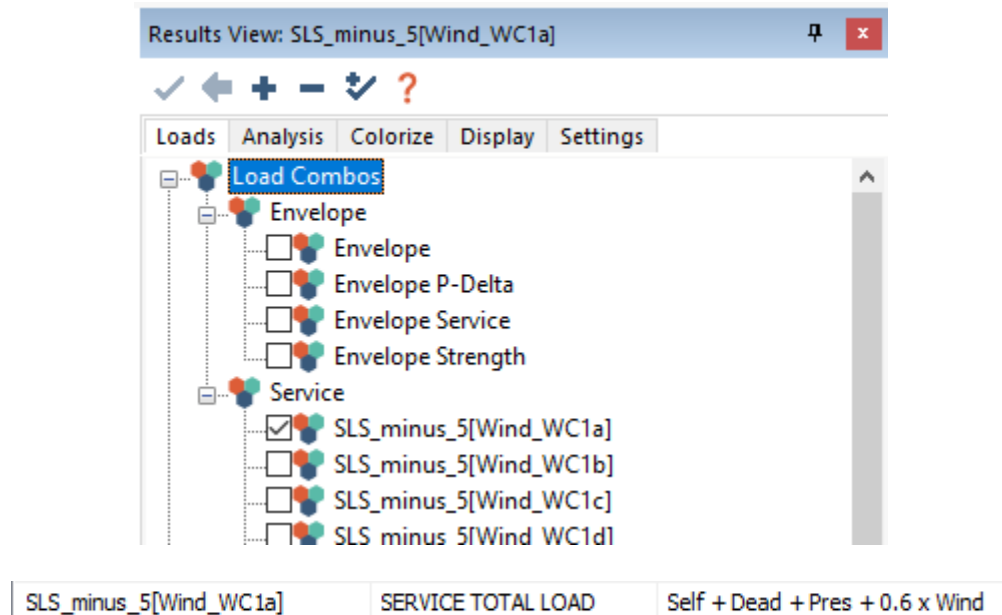 Results View: SLS_minus_5[Wind_WC1a]
Loads Analysis Colorize Display Settings
Load Combos
Envelope
Envelope
Envelope P-Delta
Envelope Service
Envelope Strength
Service
SLS_minus_5[Wind_WC1a]
SLS_minus_5[Wind_WC1b]
SLS_minus_5[Wind_WC1c]
SLS_minus_5[Wind_WC1d]
SLS_minus_5[Wind_WC1a] SERVICE TOTAL LOAD Self + Dead + Pres + 0.6 x Wind